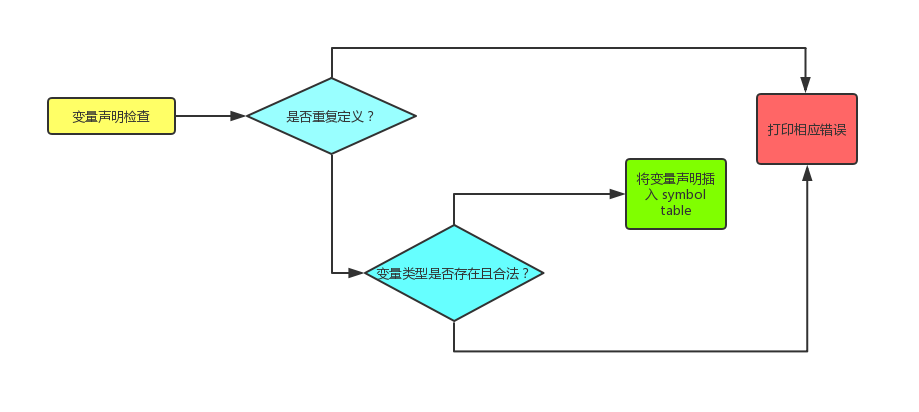 变量声明检查
是否重复定义？
打印相应错误
将变量声明插
入 symbol
table
变量类型是否存在且合法？